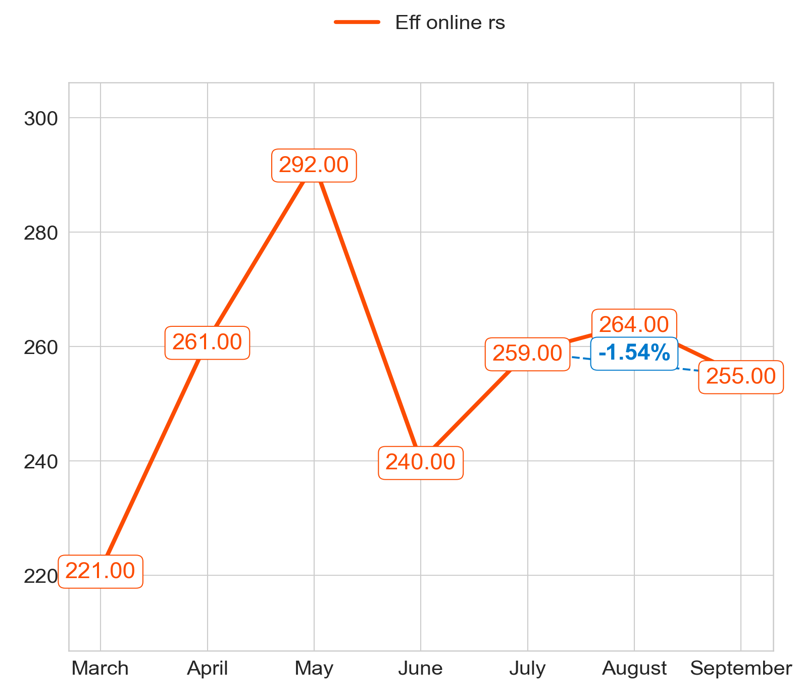 Eff online rs
300
292.00
280
264.00
261.00
260
259.00
-1.54%
255.00
240
240.00
220
221.00
March
April
May
June
July
August
September